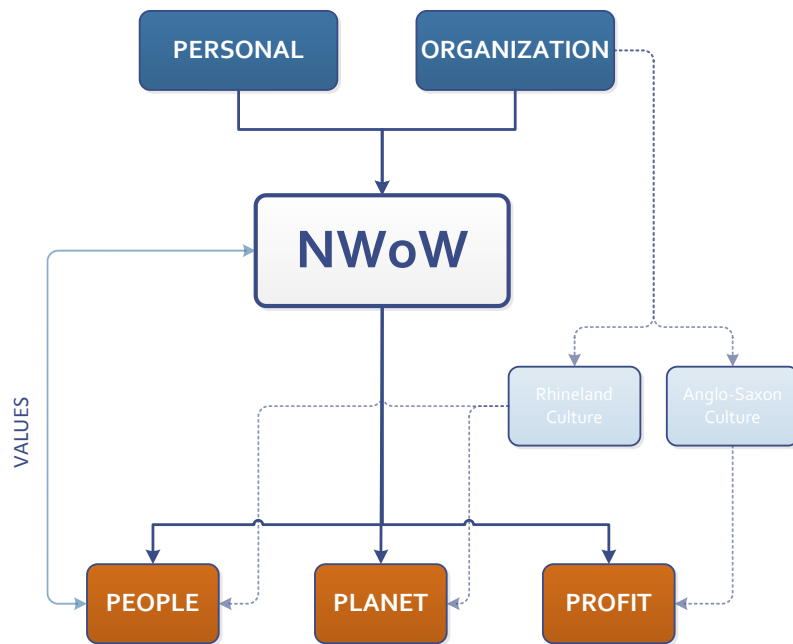 PERSONAL
ORGANIZATION
NWoW
Rhineland
Culture
Anglo-Saxon
Culture
VALUES
PEOPLE
PLANET
PROFIT